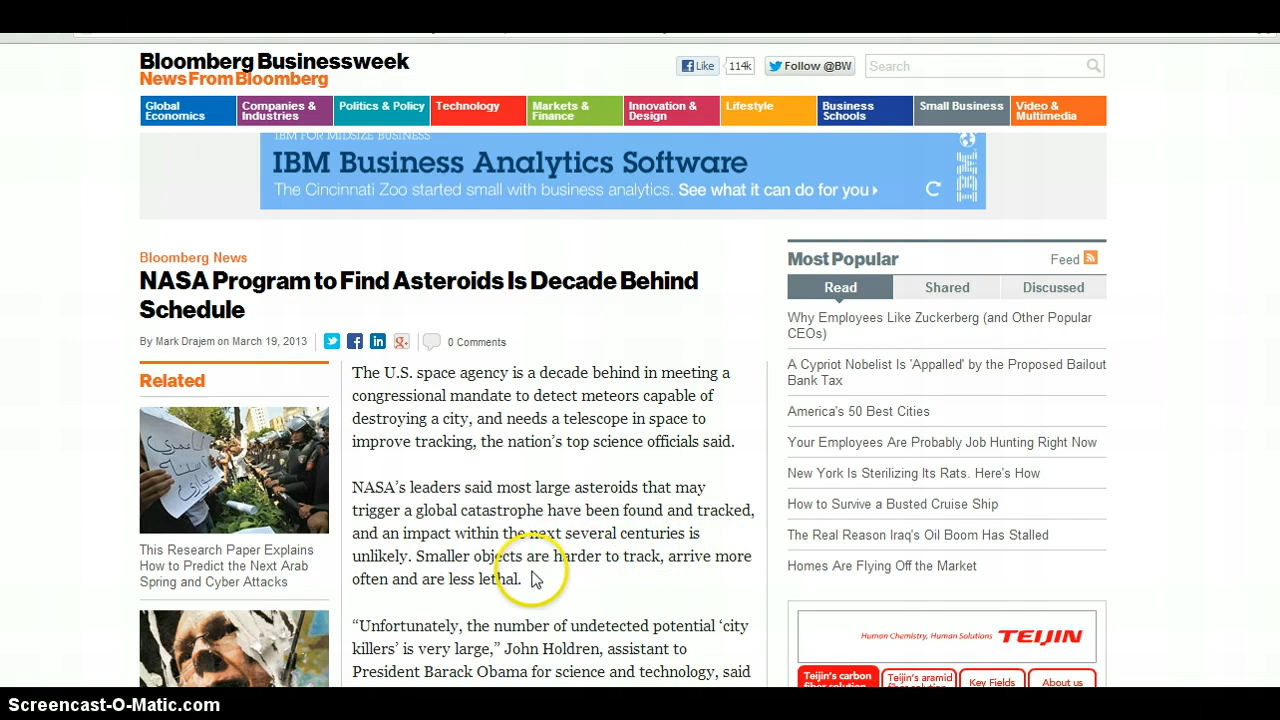 Bloomberg Businessweek
News From Bloomberg
Like 114k Follow @BW Search
Global Economics
Companies & Industries
Politics & Policy
Technology
Markets & Finance
Innovation & Design
Lifestyle
Business Schools
Small Business
Video & Multimedia
IBM FOR MIDSIZE BUSINESS
IBM Business Analytics Software
The Cincinnati Zoo started small with business analytics. See what it can do for you
IBM
Bloomberg News
NASA Program to Find Asteroids Is Decade Behind
Schedule
By Mark Drajem on March 19, 2013 0 Comments
Related
This Research Paper Explains
How to Predict the Next Arab
Spring and Cyber Attacks
The U.S. space agency is a decade behind in meeting a
congressional mandate to detect meteors capable of
destroying a city, and needs a telescope in space to
improve tracking, the nation's top science officials said.
NASA's leaders said most large asteroids that may
trigger a global catastrophe have been found and tracked,
and an impact within the next several centuries is
unlikely. Smaller objects are harder to track, arrive more
often and are less lethal.
“Unfortunately, the number of undetected potential ‘city
killers’ is very large,” John Holdren, assistant to
President Barack Obama for science and technology, said
Most Popular
Feed
Read Shared Discussed
Why Employees Like Zuckerberg (and Other Popular
CEOs)
A Cypriot Nobelist Is 'Appalled' by the Proposed Bailout
Bank Tax
America's 50 Best Cities
Your Employees Are Probably Job Hunting Right Now
New York Is Sterilizing Its Rats. Here's How
How to Survive a Busted Cruise Ship
The Real Reason Iraq's Oil Boom Has Stalled
Homes Are Flying Off the Market
Human Chemistry, Human Solutions TEIJIN
Teijin's carbon
fiber solution
Teijin's aramid
Key Fields
About us
Screencast-O-Matic.com